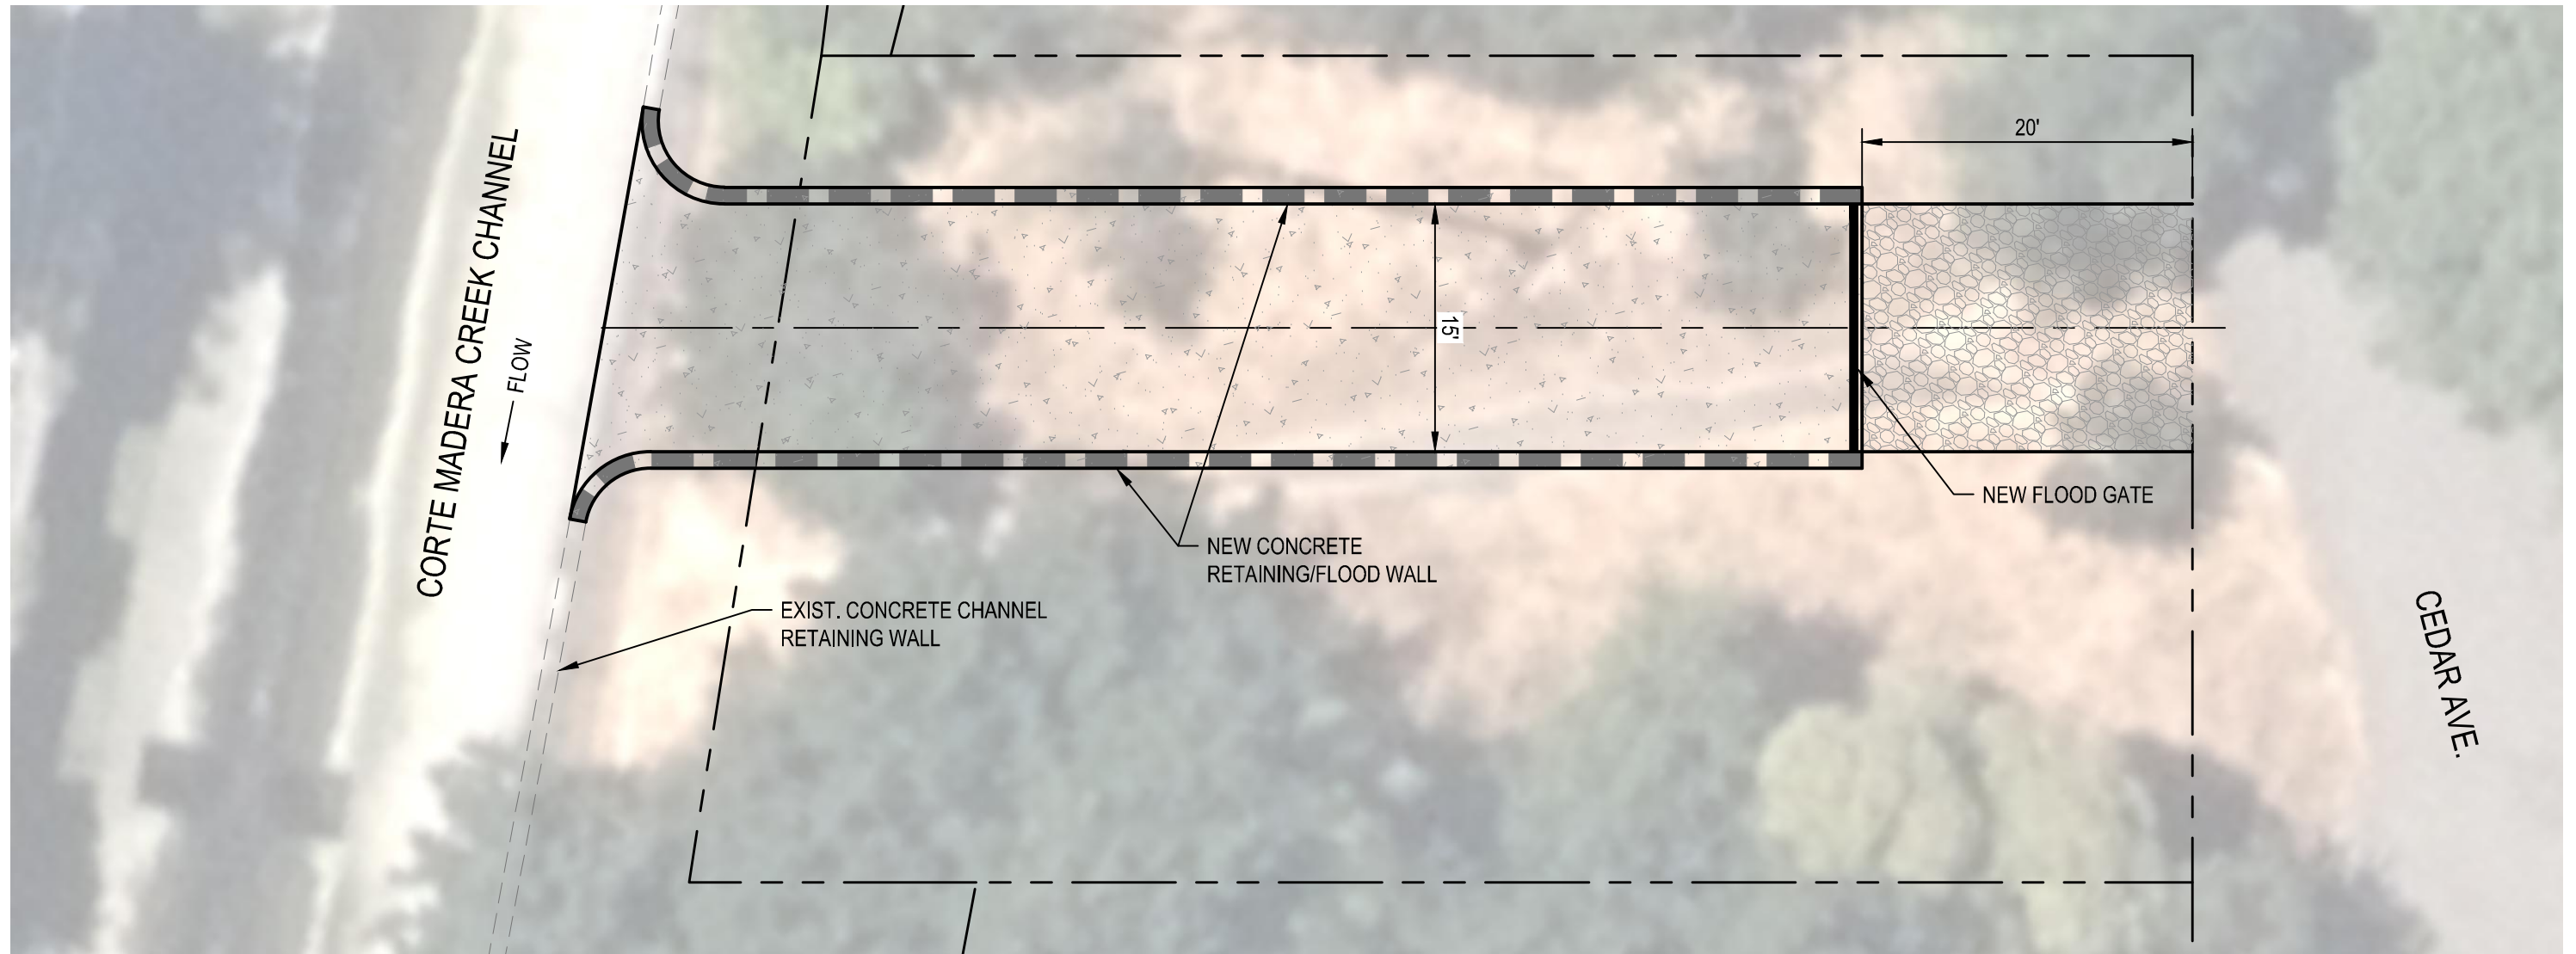 20'
CORTE MADERA CREEK CHANNEL
FLOW
15'
NEW FLOOD GATE
NEW CONCRETE
RETAINING/FLOOD WALL
EXIST. CONCRETE CHANNEL
RETAINING WALL
CEDAR AVE.